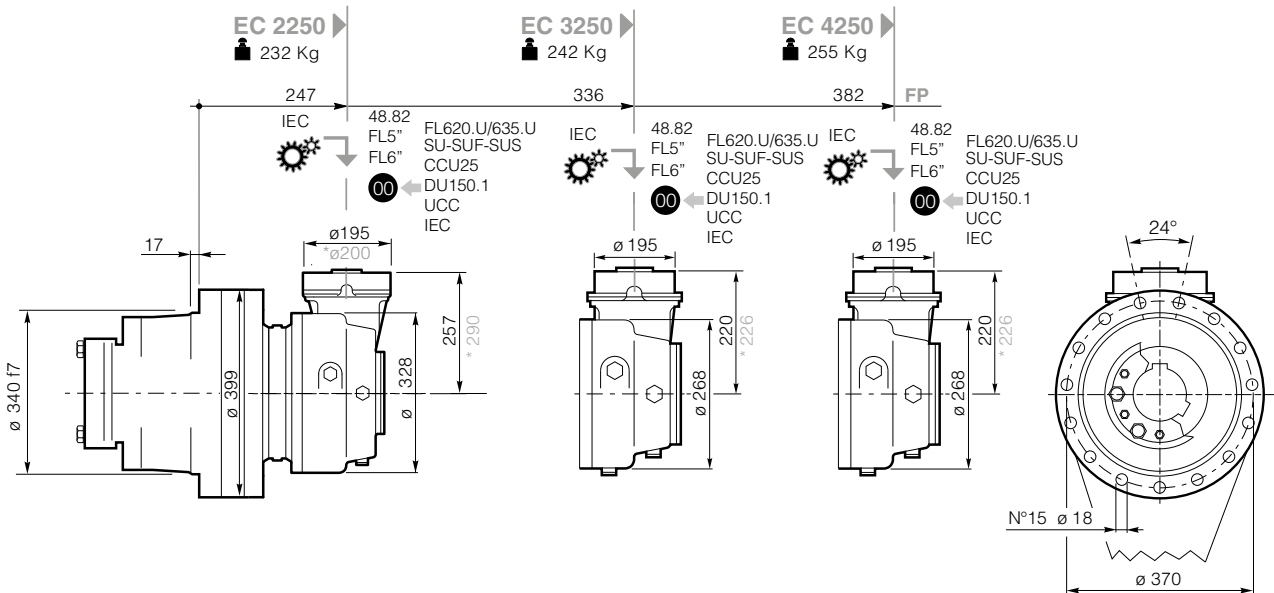 EC 2250
232 Kg
EC 3250
242 Kg
EC 4250
255 Kg
247
336
382
FP
IEC
48.82
FL5”
FL6”
00
FL620.U/635.U
SU-SUF-SUS
CCU25
DU150.1
UCC
IEC
IEC
48.82
FL5”
FL6”
00
FL620.U/635.U
SU-SUF-SUS
CCU25
DU150.1
UCC
IEC
IEC
48.82
FL5”
FL6”
00
FL620.U/635.U
SU-SUF-SUS
CCU25
DU150.1
UCC
IEC
17
ø195
*ø200
257
* 290
ø 340 f7
ø 399
ø 328
ø 195
220
* 226
ø 268
ø 195
220
* 226
ø 268
24°
N°15 ø 18
ø 370